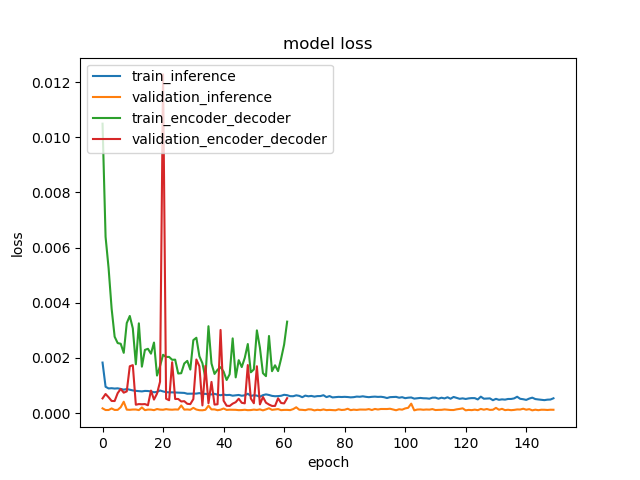 model loss
train_inference
validation_inference
train_encoder_decoder
validation_encoder_decoder
0.012
0.010
0.008
0.006
0.004
0.002
0.000
loss
0 20 40 60 80 100 120 140
epoch